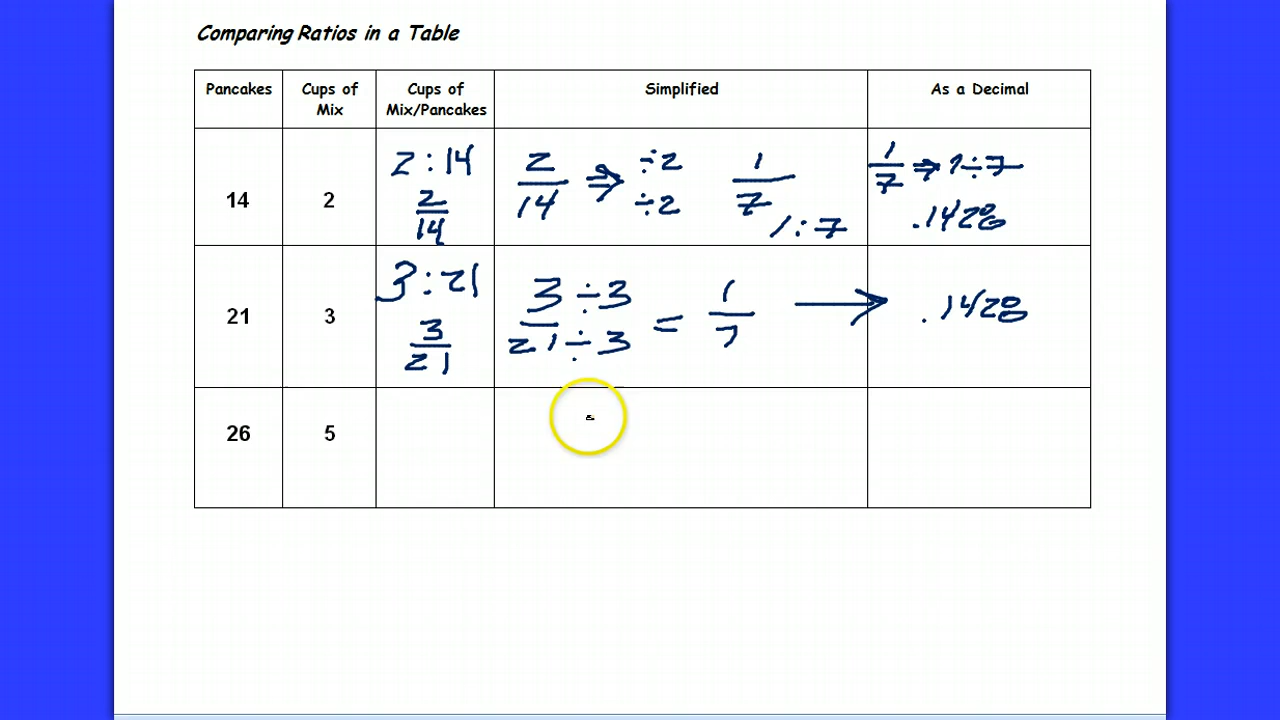 Comparing Ratios in a Table
Pancakes Cups of Mix Cups of Mix/Pancakes Simplified As a Decimal
14 2 2:14 2/14 2/14 ⇒ ÷2 ÷2 1/7 1:7 1/7 ⇒ 1÷7 .1428
21 3 3:21 3/21 3÷3 / 21÷3 = 1/7 → .1428
26 5